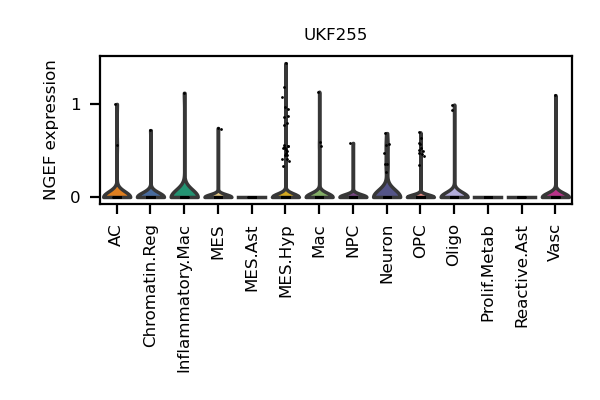 UKF255
NGEF expression
1
0
AC
Chromatin.Reg
Inflammatory.Mac
MES
MES.Ast
MES.Hyp
Mac
NPC
Neuron
OPC
Oligo
Prolif.Metab
Reactive.Ast
Vasc